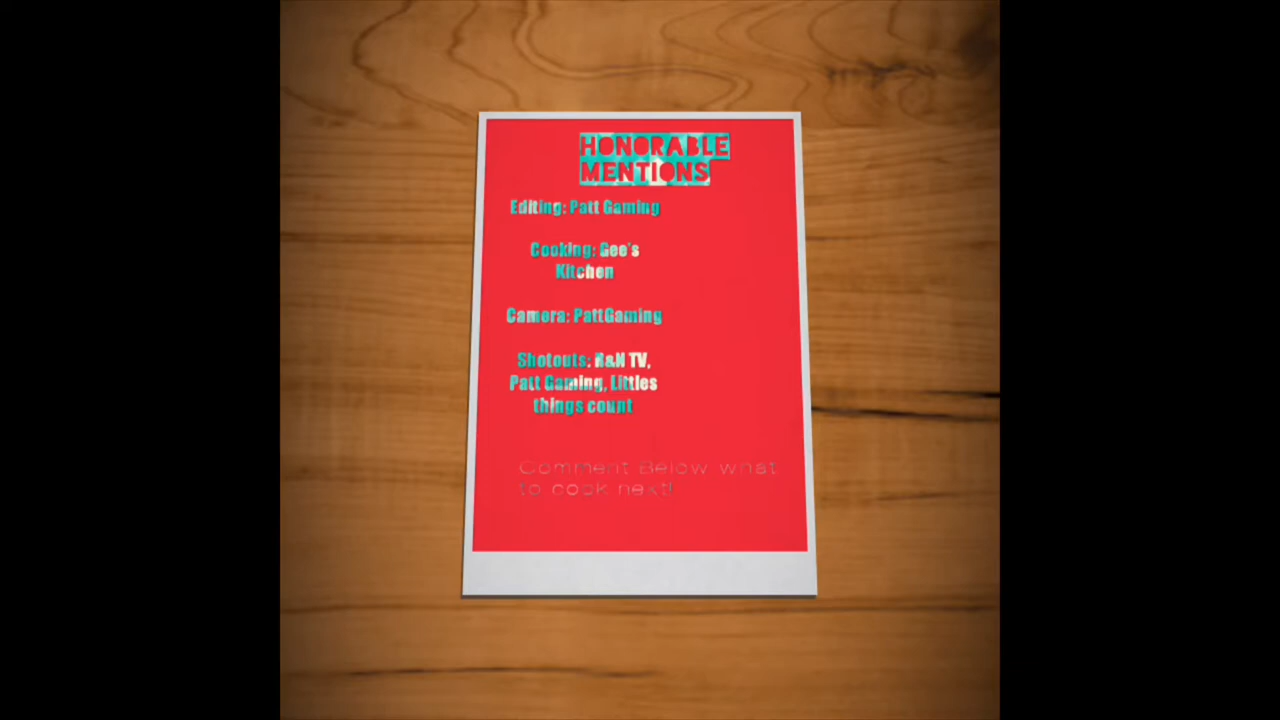 HONORABLE
MENTIONS
Editing: Patt Gaming
Cooking: Gee's
Kitchen
Camera: PattGaming
Shotouts: R&N TV,
Patt Gaming, Littles
things count
Comment Below what
to cook next!